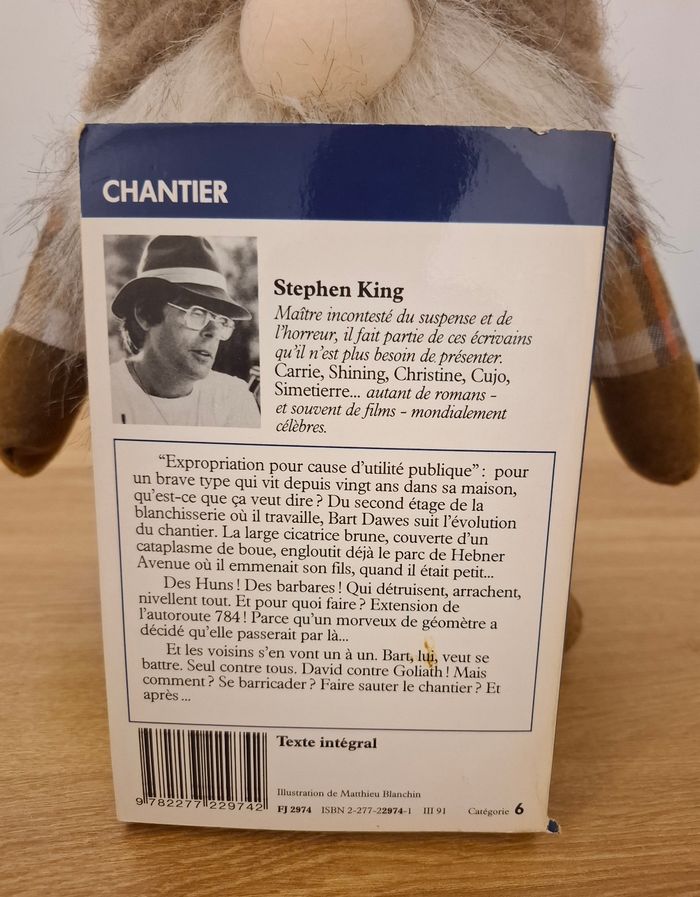 CHANTIER
Stephen King
Maître incontesté du suspense et de
l'horreur, il fait partie de ces écrivains
qu'il n'est plus besoin de présenter.
Carrie, Shining, Christine, Cujo,
Simetierre... autant de romans -
et souvent de films - mondialement
célèbres.
"Expropriation pour cause d'utilité publique" : pour
un brave type qui vit depuis vingt ans dans sa maison,
qu'est-ce que ça veut dire ? Du second étage de la
blanchisserie où il travaille, Bart Dawes suit l'évolution
du chantier. La large cicatrice brune, couverte d'un
cataplasme de boue, engloutit déjà le parc de Hebner
Avenue où il emmenait son fils, quand il était petit...
Des Huns ! Des barbares ! Qui détruisent, arrachent,
nivellent tout. Et pour quoi faire ? Extension de
l'autoroute 784 ! Parce qu'un morveux de géomètre a
décidé qu'elle passerait par là...
Et les voisins s'en vont un à un. Bart, lui, veut se
battre. Seul contre tous. David contre Goliath ! Mais
comment ? Se barricader ? Faire sauter le chantier ? Et
après ...
Texte intégral
Illustration de Matthieu Blanchin
9 782277 229742
FJ 2974 ISBN 2-277-22974-1 III 91 Catégorie 6